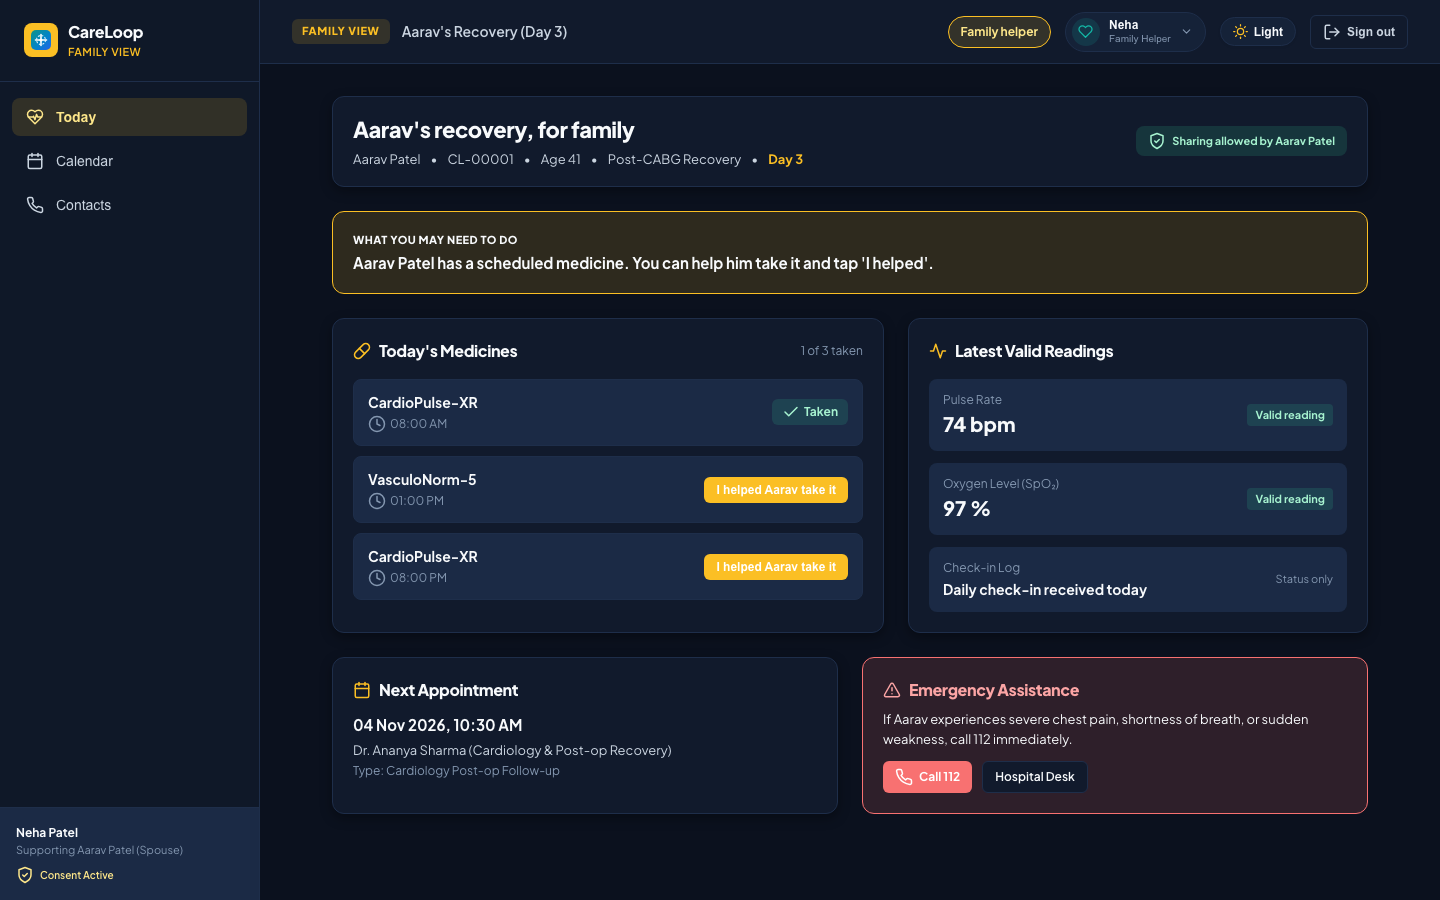 CareLoop
FAMILY VIEW
Today
Calendar
Contacts
Neha Patel
Supporting Aarav Patel (Spouse)
Consent Active
FAMILY VIEW
Aarav's Recovery (Day 3)
Family helper
Neha
Family Helper
Light
Sign out
Aarav's recovery, for family
Aarav Patel • CL-00001 • Age 41 • Post-CABG Recovery • Day 3
Sharing allowed by Aarav Patel
WHAT YOU MAY NEED TO DO
Aarav Patel has a scheduled medicine. You can help him take it and tap 'I helped'.
Today's Medicines
1 of 3 taken
CardioPulse-XR
08:00 AM
Taken
VasculoNorm-5
01:00 PM
I helped Aarav take it
CardioPulse-XR
08:00 PM
I helped Aarav take it
Latest Valid Readings
Pulse Rate
74 bpm
Valid reading
Oxygen Level (SpO₂)
97 %
Valid reading
Check-in Log
Daily check-in received today
Status only
Next Appointment
04 Nov 2026, 10:30 AM
Dr. Ananya Sharma (Cardiology & Post-op Recovery)
Type: Cardiology Post-op Follow-up
Emergency Assistance
If Aarav experiences severe chest pain, shortness of breath, or sudden
weakness, call 112 immediately.
Call 112
Hospital Desk